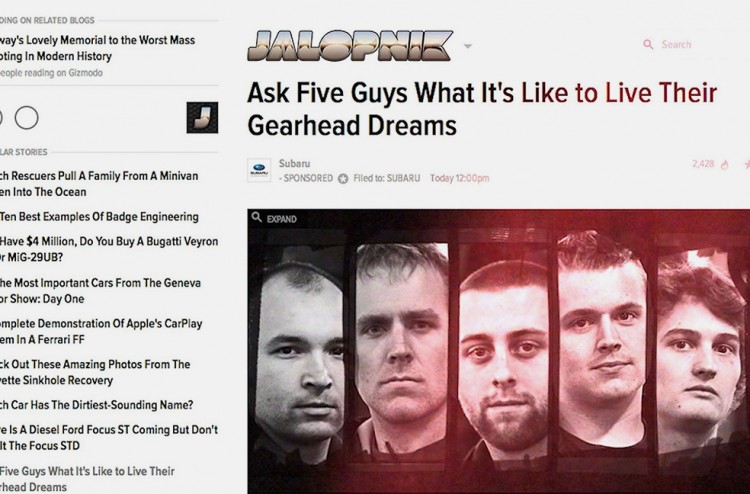 DING ON RELATED BLOGS
way's Lovely Memorial to the Worst Mass
oting In Modern History
eople reading on Gizmodo
LAR STORIES
ch Rescuers Pull A Family From A Minivan
en Into The Ocean
Ten Best Examples Of Badge Engineering
Have $4 Million, Do You Buy A Bugatti Veyron
r MiG-29UB?
he Most Important Cars From The Geneva
or Show: Day One
omplete Demonstration Of Apple's CarPlay
em In A Ferrari FF
ck Out These Amazing Photos From The
vette Sinkhole Recovery
ch Car Has The Dirtiest-Sounding Name?
e Is A Diesel Ford Focus ST Coming But Don't
It The Focus STD
Five Guys What It's Like to Live Their
rhead Dreams
JALOPNIK
Search
Ask Five Guys What It's Like to Live Their
Gearhead Dreams
SUBARU
Subaru
- SPONSORED Filed to: SUBARU Today 12:00pm
2,428
EXPAND